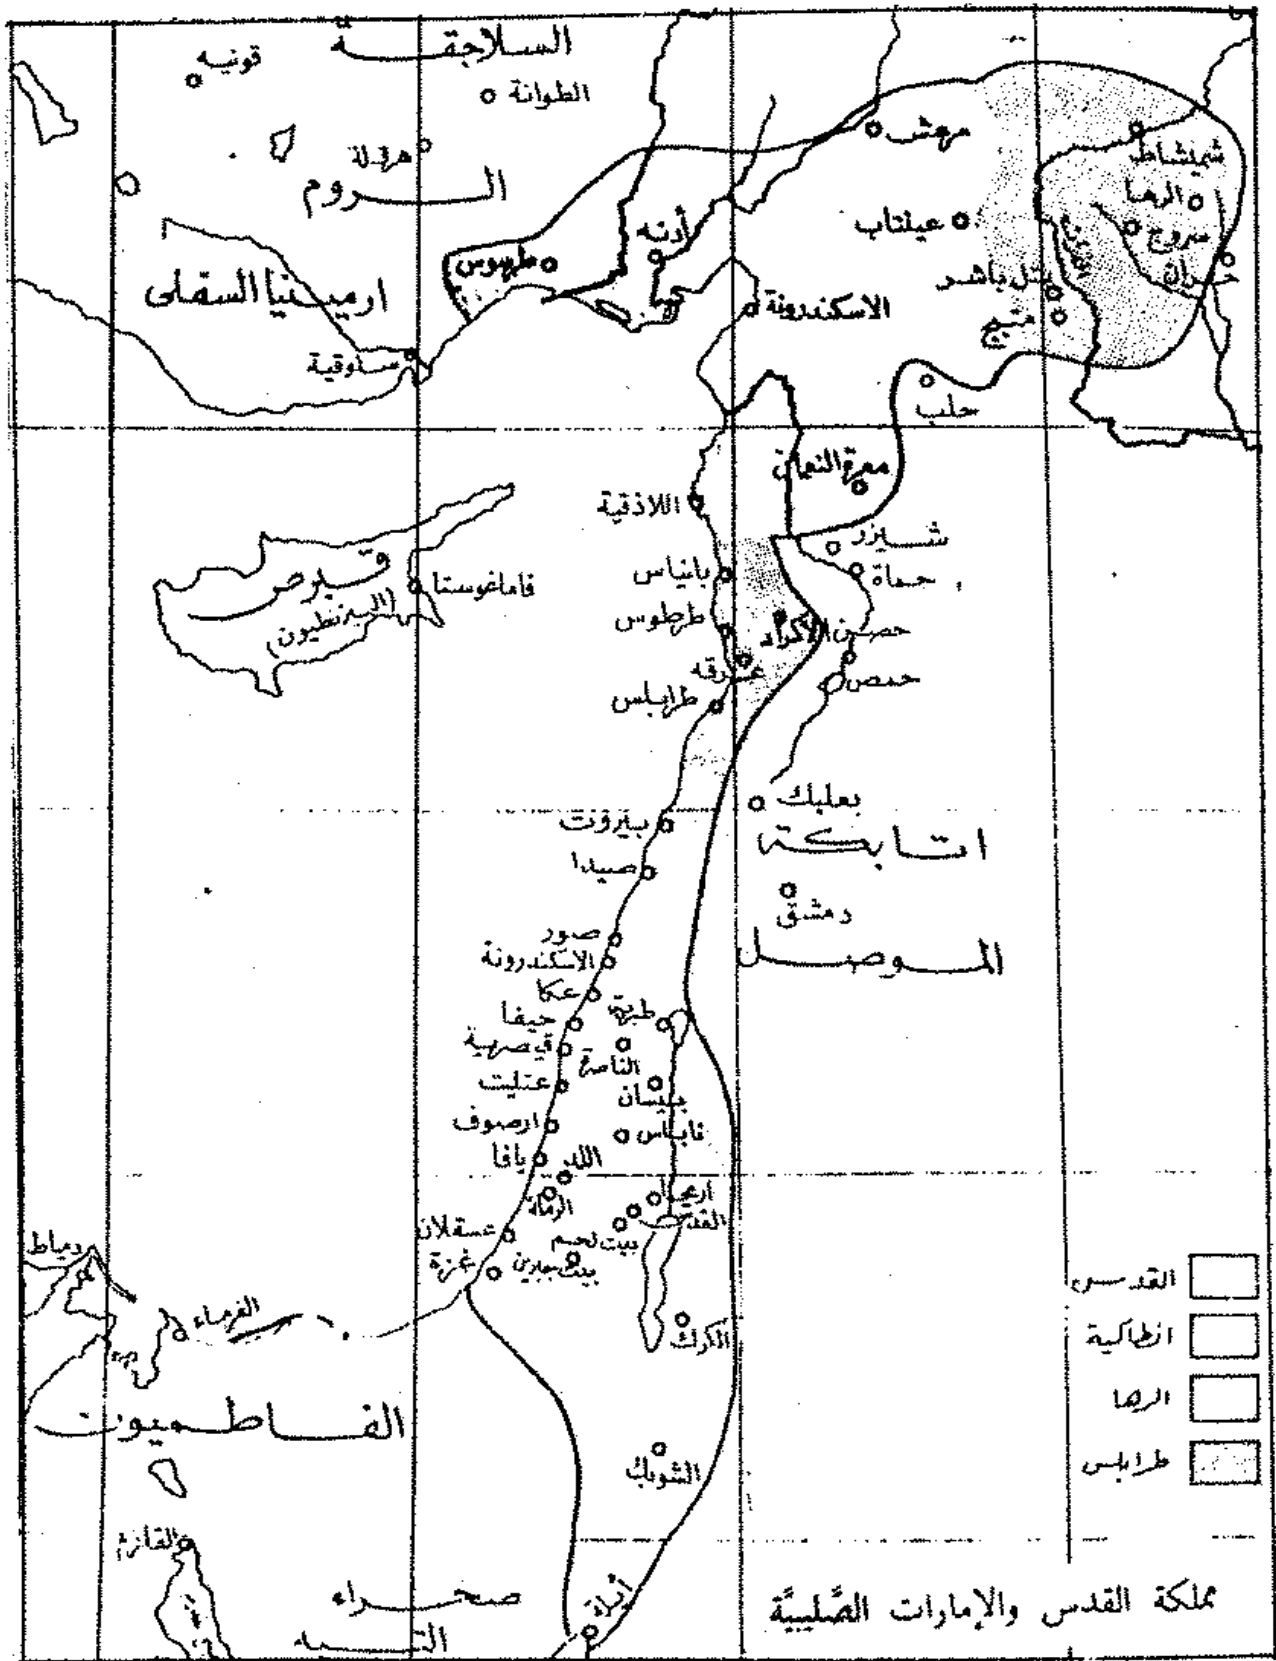 السلاجقة
قونيه
الطوانة
هرقلة
الروم
مرعش
شميشاط
الرها
سروج
حران
عينتاب
تل باشر
منبج
أدنه
طرسوس
ارمينيا السفلى
الاسكندرونة
سلوقية
حلب
معرة النعمان
اللاذقية
شيزر
حماة
قبرص
(البيزنطيون)
فاماغوستا
بانياس
طرطوس
حصن الأكراد
عرقه
حمص
طرابلس
بعلبك
بيروت
اتابكة
صيدا
دمشق
صور
الموصل
الاسكندرونة
عكا
طبرية
حيفا
قيصرية
الناصرة
عتليت
بيسان
ارصوف
نابلس
يافا
اللد
الرملة
اريحا
القدس
عسقلان
بيت لحم
غزة
بيت جبرين
دمياط
الفرماء
الكرك
القدس
انطاكية
الرها
طرابلس
الفاطميون
الشوبك
القلزم
صحراء
التيه
أيلة
مملكة القدس والإمارات الصَّليبيَّة